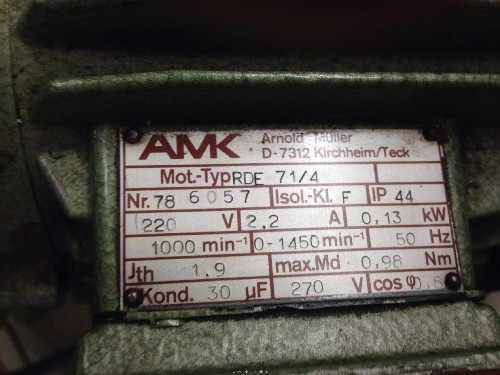 AMK Arnold Müller
D-7312 Kirchheim/Teck
Mot.-Typ RDE 71/4
Nr. 78 6057 Isol.-Kl. F IP 44
220 V 2,2 A 0,13 kW
1000 min⁻¹ 0-1450 min⁻¹ 50 Hz
Jth 1,9 max.Md 0,98 Nm
Kond. 30 µF 270 V cos φ 0,8